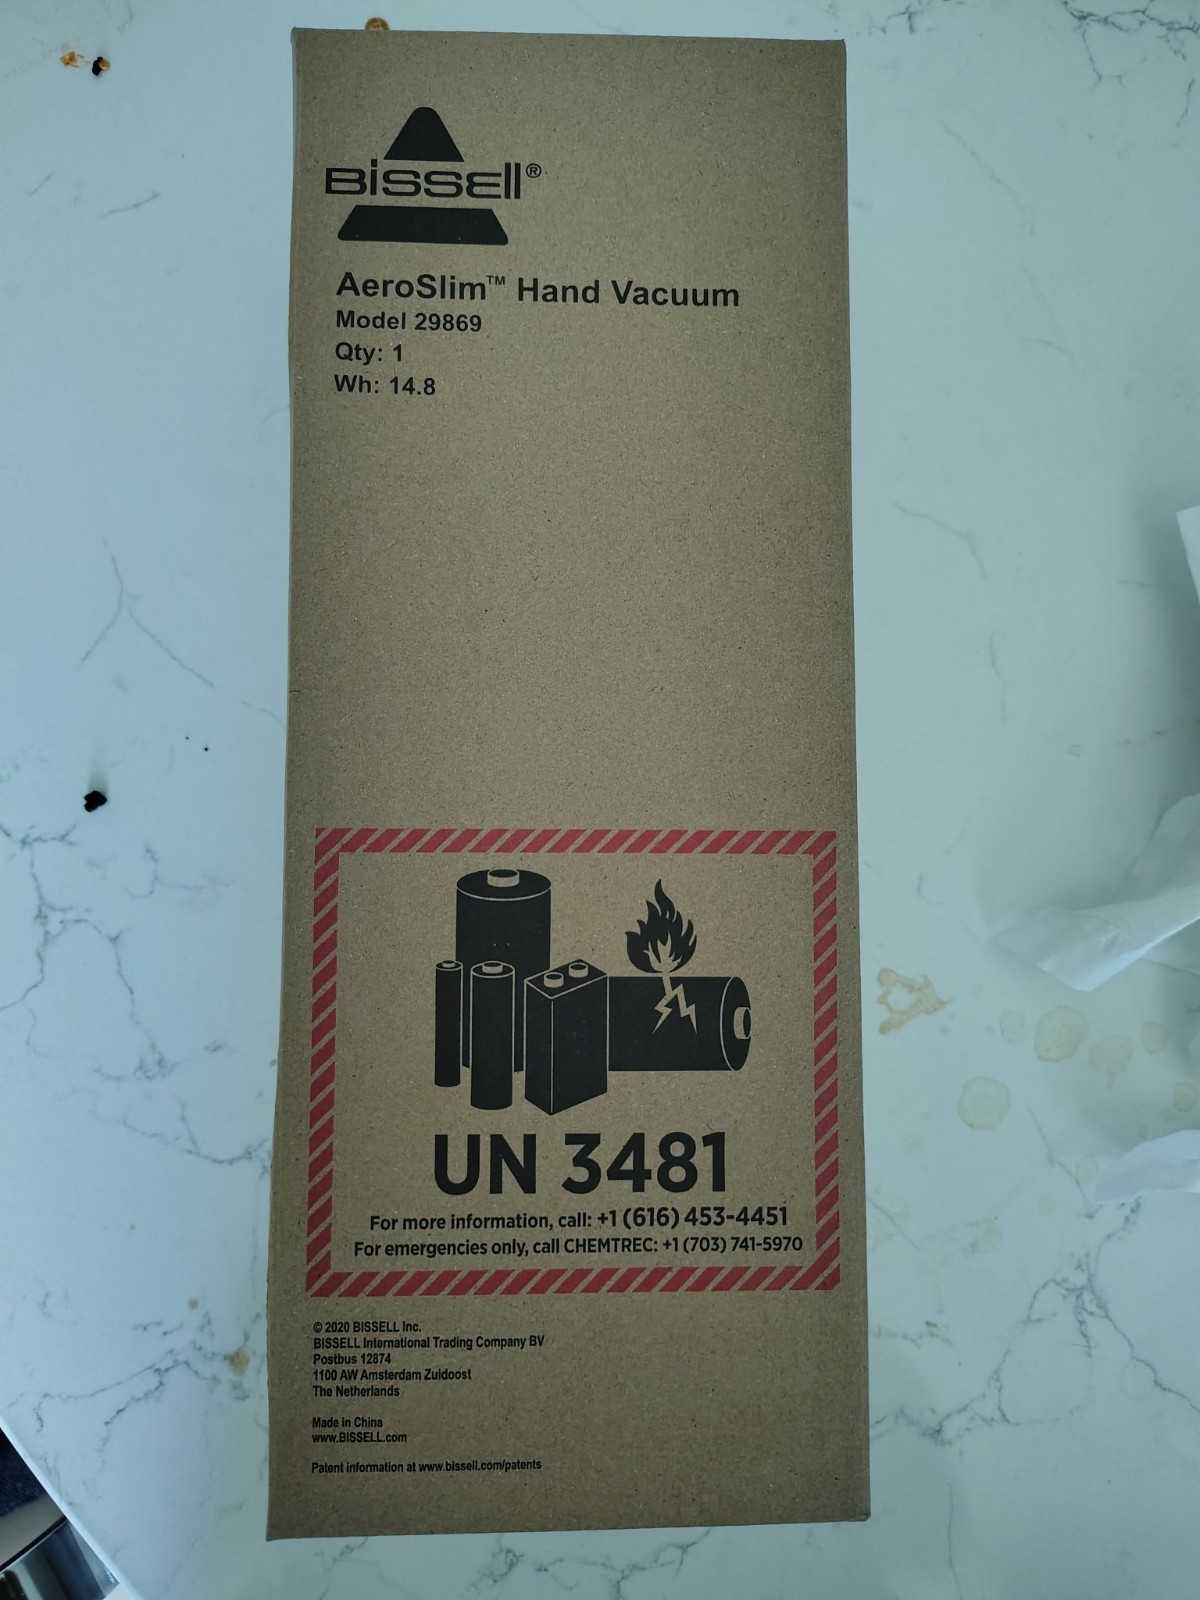 BISSELL®
AeroSlim™ Hand Vacuum
Model 29869
Qty: 1
Wh: 14.8
UN 3481
For more information, call: +1 (616) 453-4451
For emergencies only, call CHEMTREC: +1 (703) 741-5970
© 2020 BISSELL Inc.
BISSELL International Trading Company BV
Postbus 12874
1100 AW Amsterdam Zuidoost
The Netherlands
Made in China
www.BISSELL.com
Patent information at www.bissell.com/patents